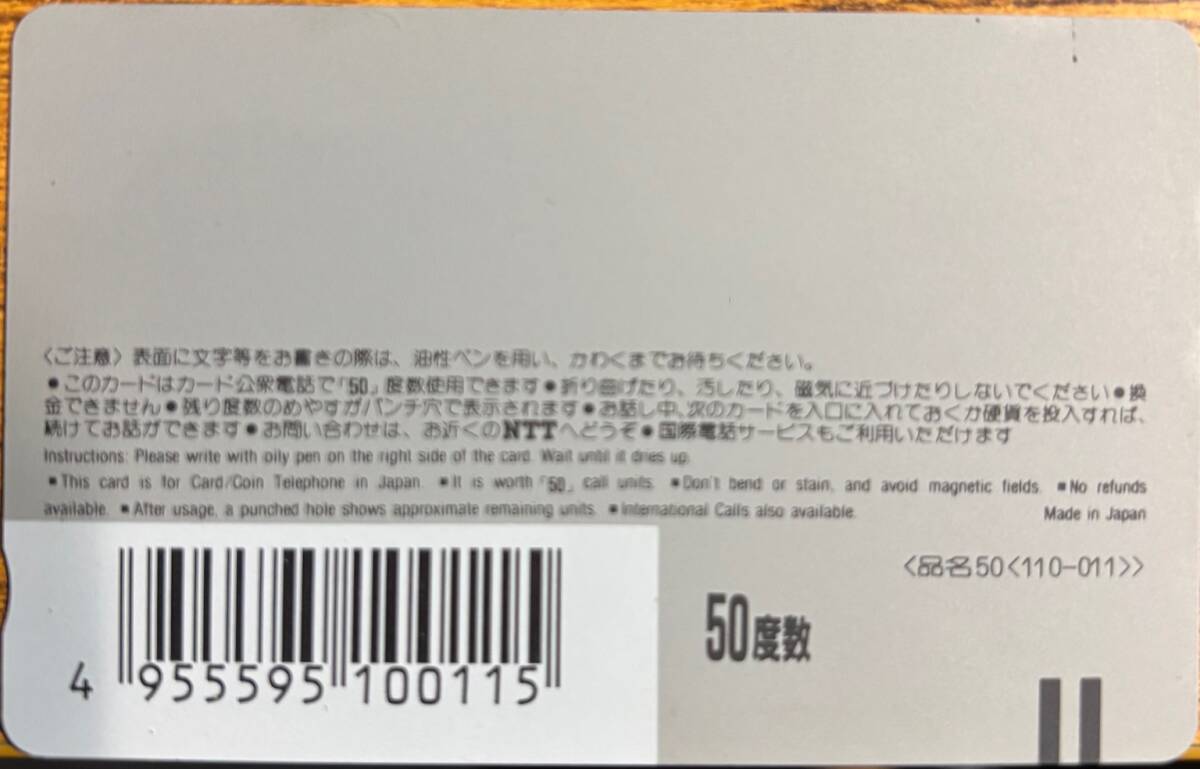 〈ご注意〉表面に文字等をお書きの際は、油性ペンを用い、かわくまでお待ちください。
●このカードはカード公衆電話で「50」度数使用できます●折り曲げたり、汚したり、磁気に近づけたりしないでください●換
金できません●残り度数のめやすがパンチ穴で表示されます●お話し中、次のカードを入口に入れておくか硬貨を投入すれば、
続けてお話ができます●お問い合わせは、お近くのNTTへどうぞ●国際電話サービスもご利用いただけます
Instructions: Please write with oily pen on the right side of the card. Wait until it dries up.
■This card is for Card/Coin Telephone in Japan. ■It is worth「50」call units. ■Don't bend or stain, and avoid magnetic fields. ■No refunds
available. ■After usage, a punched hole shows approximate remaining units. ■International Calls also available.
Made in Japan
<品名50<110-011>>
50度数
4 955595 100115